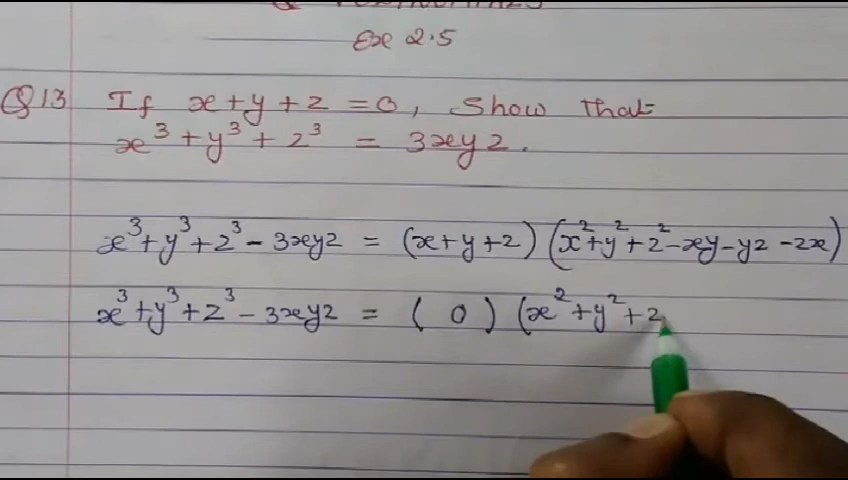 Ex 2.5
Q13 If x+y+z=0, Show that
x³+y³+z³ = 3xyz.
x³+y³+z³-3xyz = (x+y+z)(x²+y²+z²-xy-yz-zx)
x³+y³+z³-3xyz = (0)(x²+y²+z